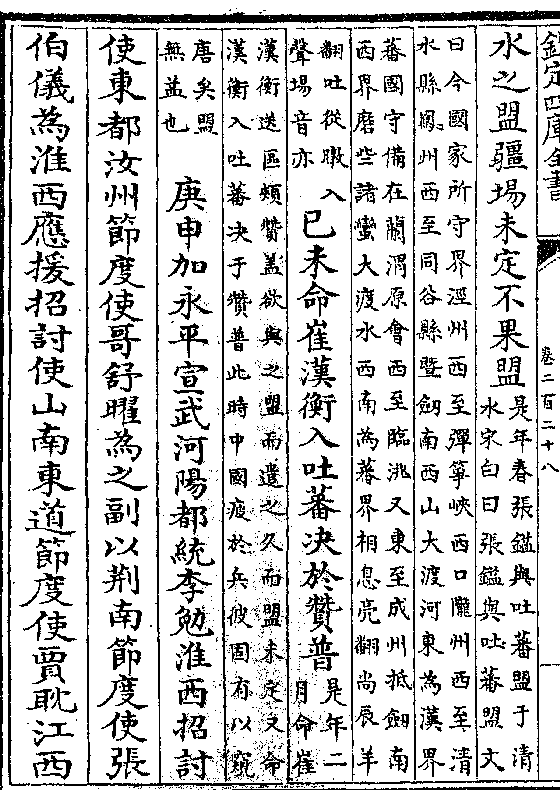 欽定四庫全書
卷二百二十八
水之盟疆場未定不果盟
是年春張鎰與吐蕃盟于清
水宋白曰張鎰與吐蕃盟文
曰今國家所守界涇州西至彈箏峽西口隴州西至清
水縣鳳州西至同谷縣暨劒南西山大渡河東為漢界
蕃國守備在蘭渭原會西至臨洮又東至成州抵劒南
西界磨些諸蠻大渡水西南為蕃界相息亮翻尚辰羊
翻吐從暾入
聲場音亦
已未命崔漢衡入吐蕃決於贊普
是年二
月命崔
漢衡送區頰贊蓋欲與之盟而遣之久而盟未定又命
漢衡入吐蕃決于贊普此時中國疲於兵彼固有以窺
唐矣盟
無益也
庚申加永平宣武河陽都統李勉淮西招討
使東都汝州節度使哥舒曜為之副以荆南節度使張
伯儀為淮西應援招討使山南東道節度使賈耽江西